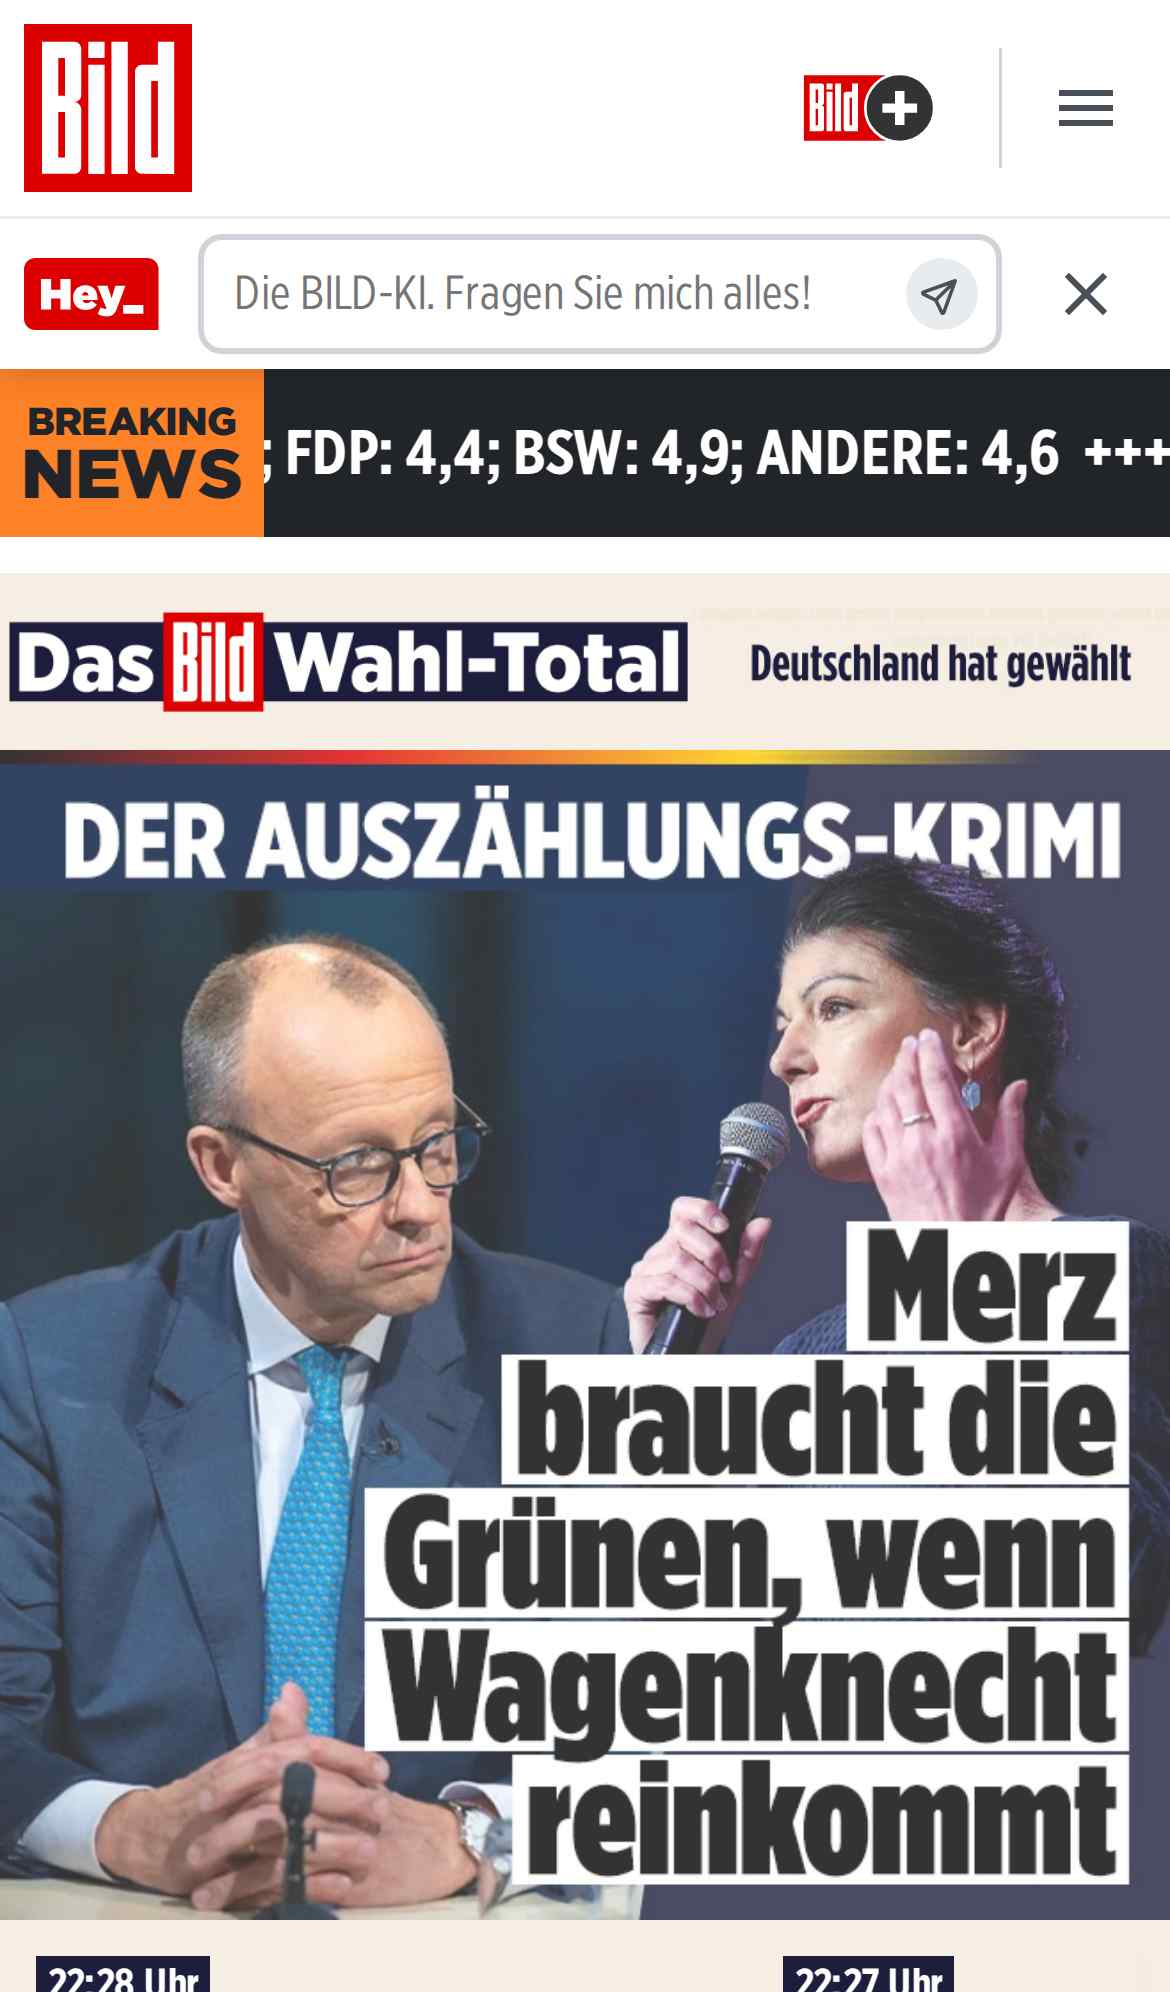 Bild
Bild +
Hey_
Die BILD-KI. Fragen Sie mich alles!
BREAKING
NEWS
; FDP: 4,4; BSW: 4,9; ANDERE: 4,6 +++
Das Bild Wahl-Total
Deutschland hat gewählt
DER AUSZÄHLUNGS-KRIMI
Merz
braucht die
Grünen, wenn
Wagenknecht
reinkommt
22:28 Uhr
22:27 Uhr